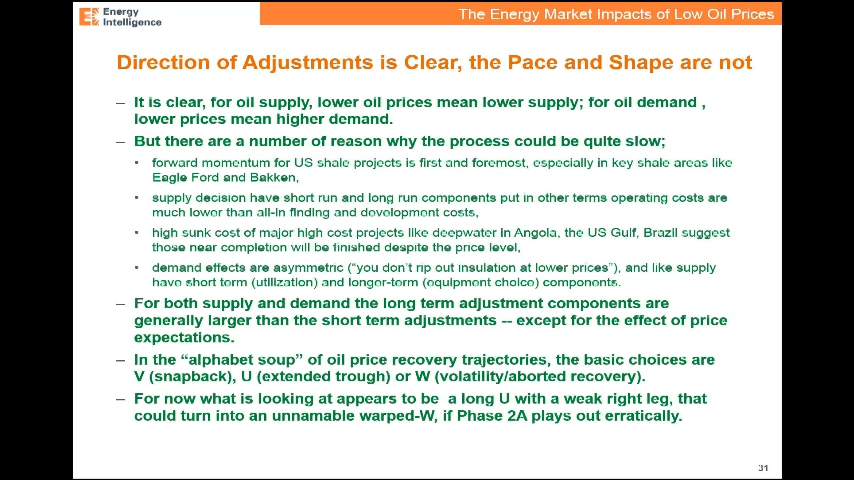 Energy
Intelligence
The Energy Market Impacts of Low Oil Prices
Direction of Adjustments is Clear, the Pace and Shape are not
– It is clear, for oil supply, lower oil prices mean lower supply; for oil demand ,
lower prices mean higher demand.
– But there are a number of reason why the process could be quite slow;
• forward momentum for US shale projects is first and foremost, especially in key shale areas like
Eagle Ford and Bakken,
• supply decision have short run and long run components put in other terms operating costs are
much lower than all-in finding and development costs,
• high sunk cost of major high cost projects like deepwater in Angola, the US Gulf, Brazil suggest
those near completion will be finished despite the price level,
• demand effects are asymmetric (“you don’t rip out insulation at lower prices”), and like supply
have short term (utilization) and longer-term (equipment choice) components.
– For both supply and demand the long term adjustment components are
generally larger than the short term adjustments -- except for the effect of price
expectations.
– In the “alphabet soup” of oil price recovery trajectories, the basic choices are
V (snapback), U (extended trough) or W (volatility/aborted recovery).
– For now what is looking at appears to be a long U with a weak right leg, that
could turn into an unnamable warped-W, if Phase 2A plays out erratically.
31